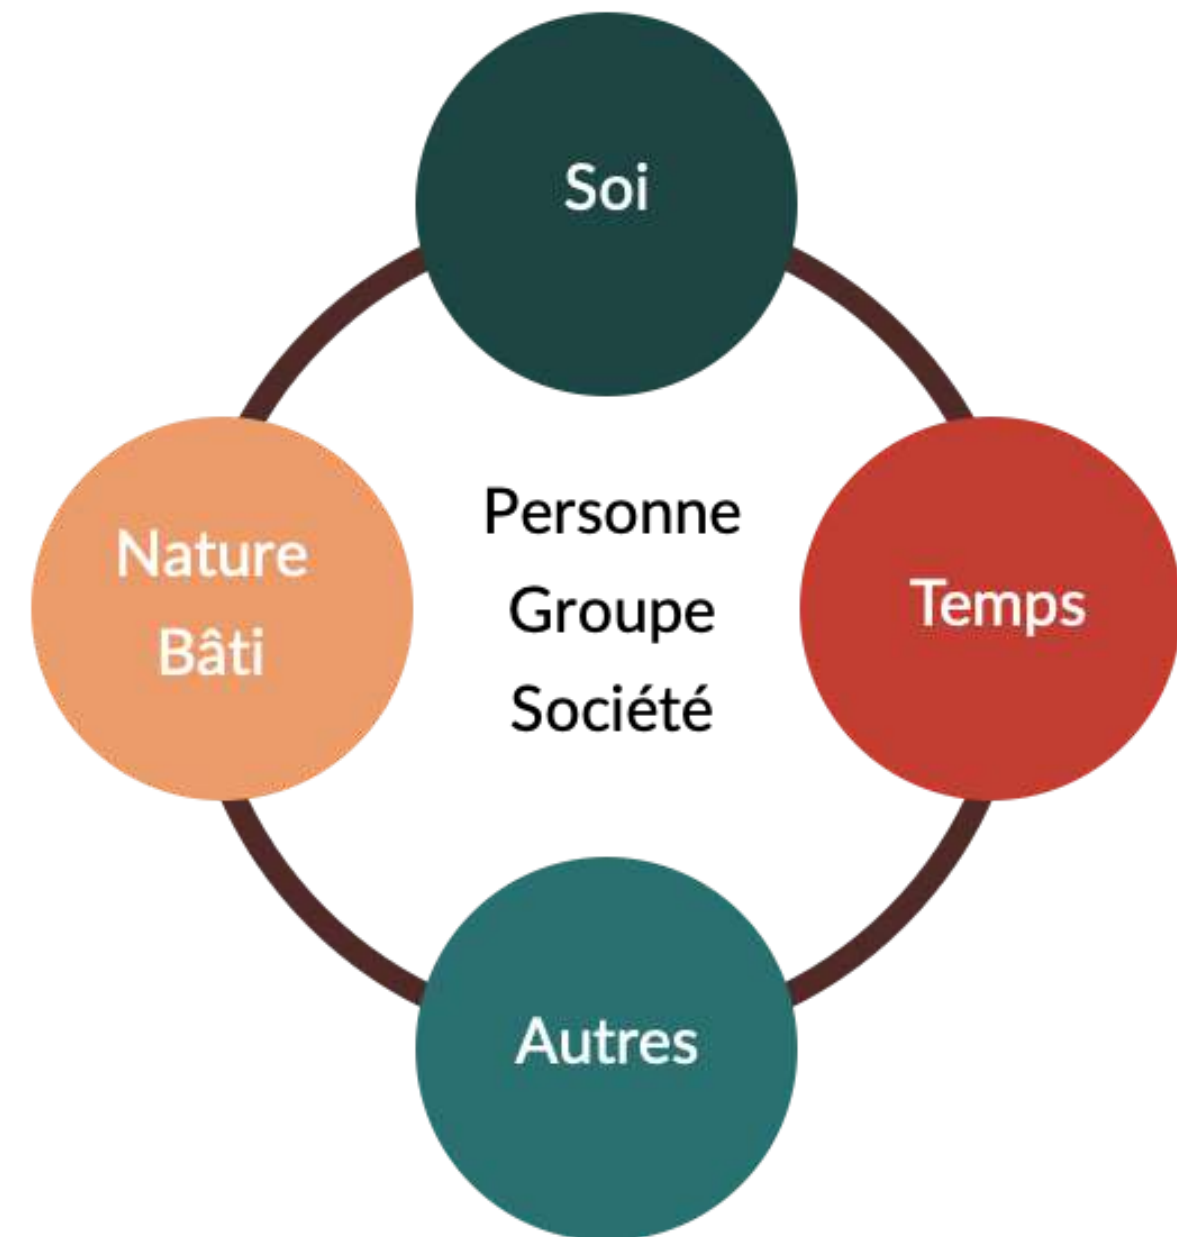 Soi
Nature
Bâti
Personne
Groupe
Société
Temps
Autres